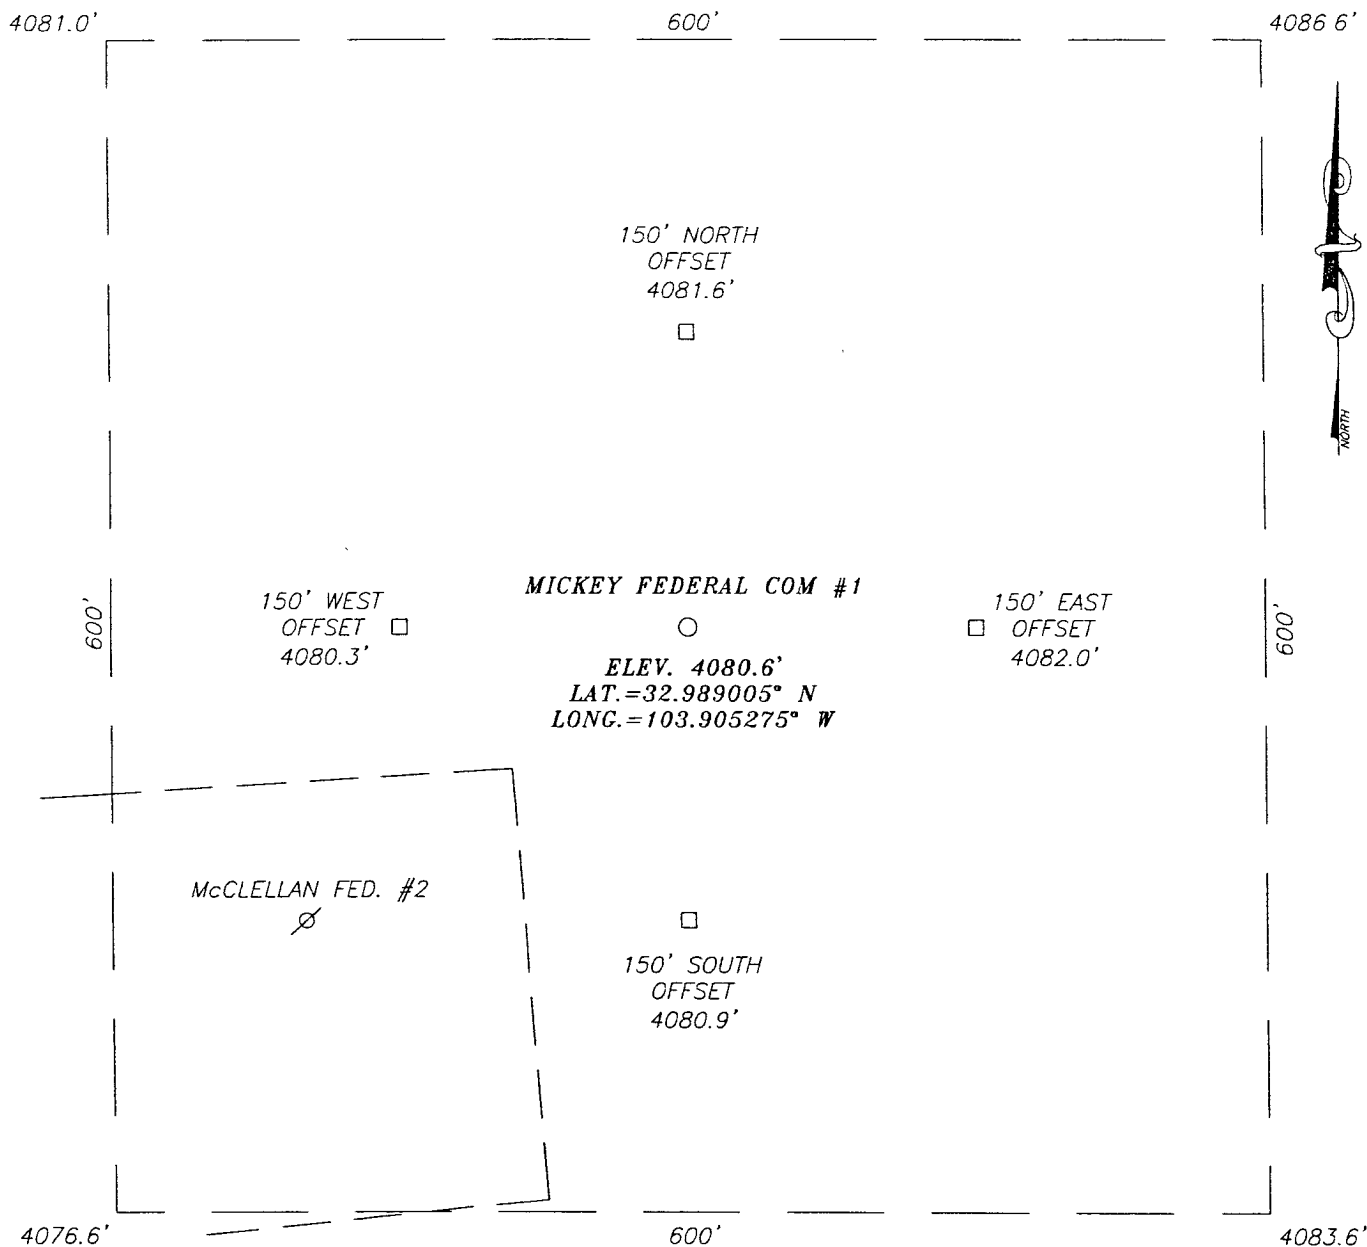 4081.0'
600'
4086 6'
150' NORTH
OFFSET
4081.6'
NORTH
MICKEY FEDERAL COM #1
150' WEST
OFFSET
4080.3'
150' EAST
OFFSET
4082.0'
600'
600'
ELEV. 4080.6'
LAT.=32.989005° N
LONG.=103.905275° W
McCLELLAN FED. #2
150' SOUTH
OFFSET
4080.9'
4076.6'
600'
4083.6'